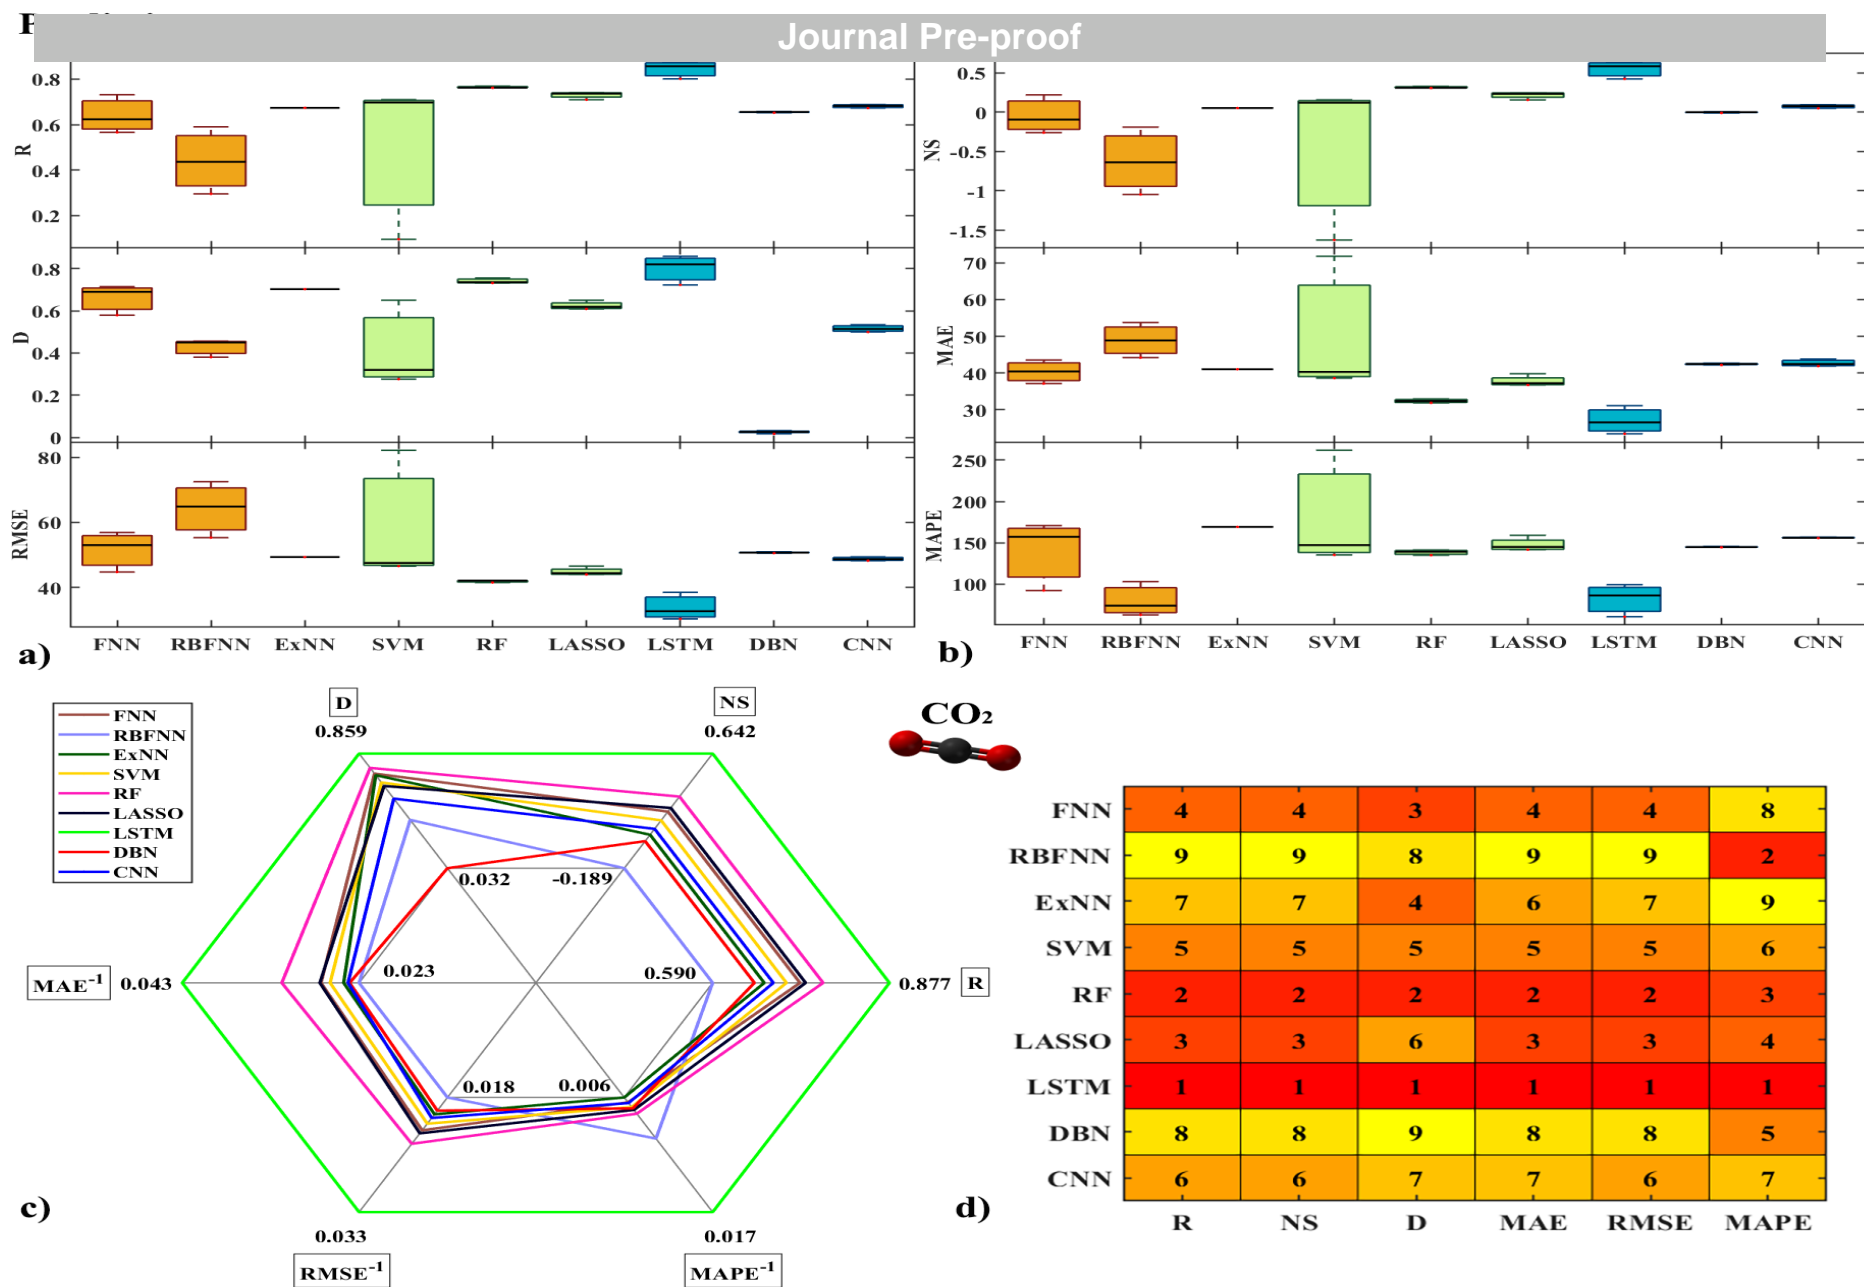 Journal Pre-proof
0.8
0.6
R
0.4
0.2
0.8
0.6
D
0.4
0.2
0
80
RMSE
60
40
FNN RBFNN ExNN SVM RF LASSO LSTM DBN CNN
a)
0.5
0
NS
-0.5
-1
-1.5
70
60
MAE
50
40
30
250
200
MAPE
150
100
FNN RBFNN ExNN SVM RF LASSO LSTM DBN CNN
b)
FNN
RBFNN
ExNN
SVM
RF
LASSO
LSTM
DBN
CNN
D
0.859
NS
0.642
0.032 -0.189
MAE⁻¹ 0.043 0.023 0.590 0.877 R
0.018 0.006
0.033
RMSE⁻¹
0.017
MAPE⁻¹
c)
CO₂
FNN 4 4 3 4 4 8
RBFNN 9 9 8 9 9 2
ExNN 7 7 4 6 7 9
SVM 5 5 5 5 5 6
RF 2 2 2 2 2 3
LASSO 3 3 6 3 3 4
LSTM 1 1 1 1 1 1
DBN 8 8 9 8 8 5
CNN 6 6 7 7 6 7
R NS D MAE RMSE MAPE
d)